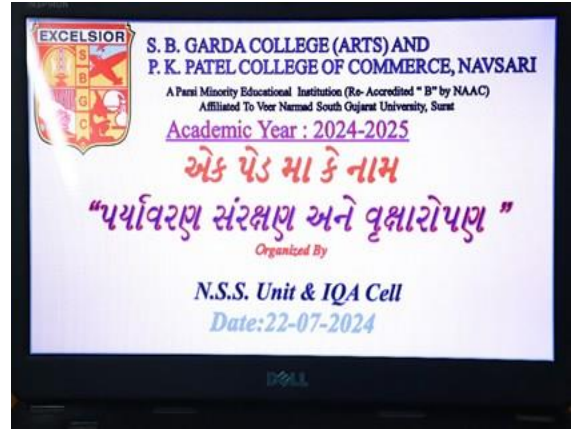 EXCELSIOR
S
B
G
C
S. B. GARDA COLLEGE (ARTS) AND
P. K. PATEL COLLEGE OF COMMERCE, NAVSARI
A Parsi Minority Educational Institution (Re- Accredited " B" by NAAC)
Affiliated To Veer Narmad South Gujarat University, Surat
Academic Year : 2024-2025
એક પેડ મા કે નામ
“પર્યાવરણ સંરક્ષણ અને વૃક્ષારોપણ ”
Organized By
N.S.S. Unit & IQA Cell
Date:22-07-2024
DELL